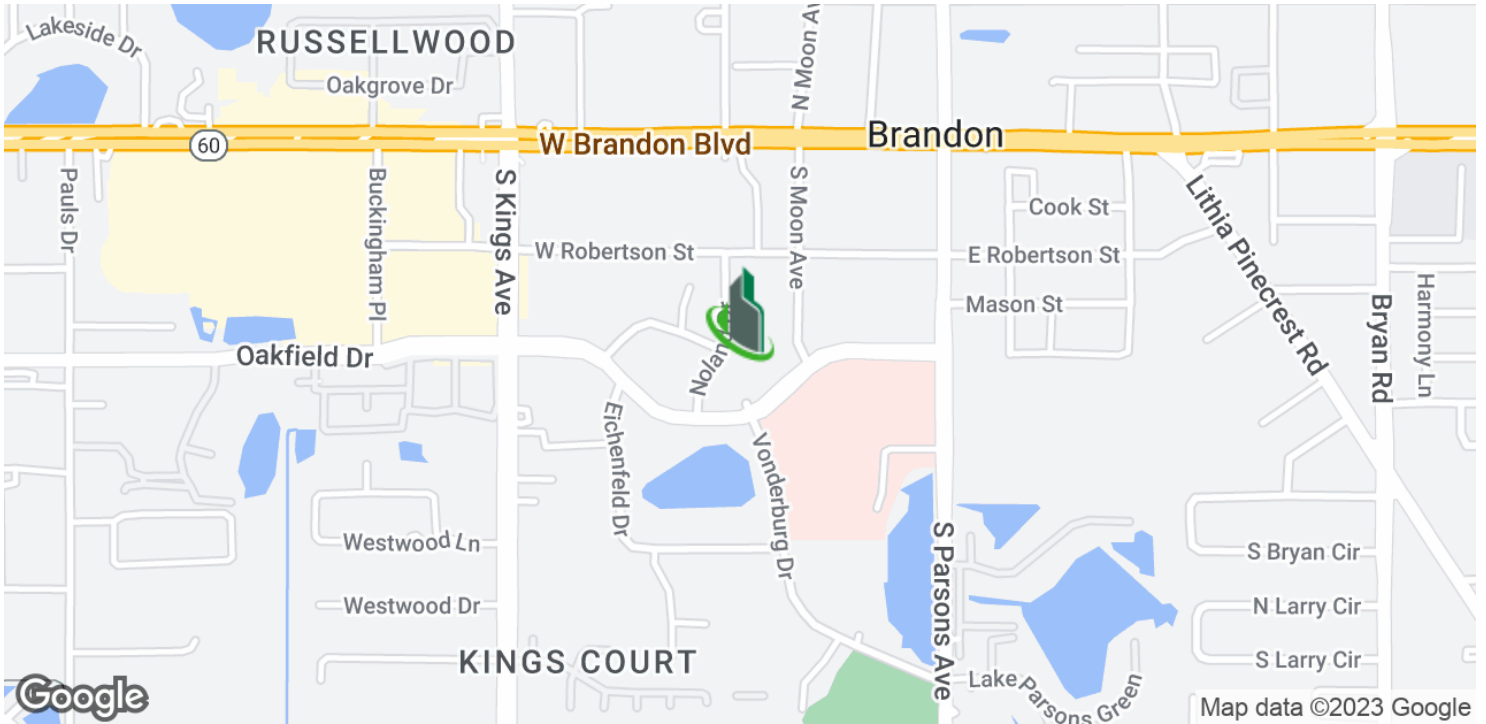 Lakeside Dr
RUSSELLWOOD
Oakgrove Dr
N Moon Av
60
W Brandon Blvd
Brandon
Pauls Dr
Buckingham Pl
S Kings Ave
S Moon Ave
Cook St
Lithia Pinecrest Rd
W Robertson St
E Robertson St
Mason St
Harmony Ln
Bryan Rd
Oakfield Dr
Eichenfeld Dr
Vonderburg Dr
Westwood Ln
S Parsons Ave
S Bryan Cir
Westwood Dr
N Larry Cir
KINGS COURT
S Larry Cir
Lake Parsons Green
Google
Map data ©2023 Google